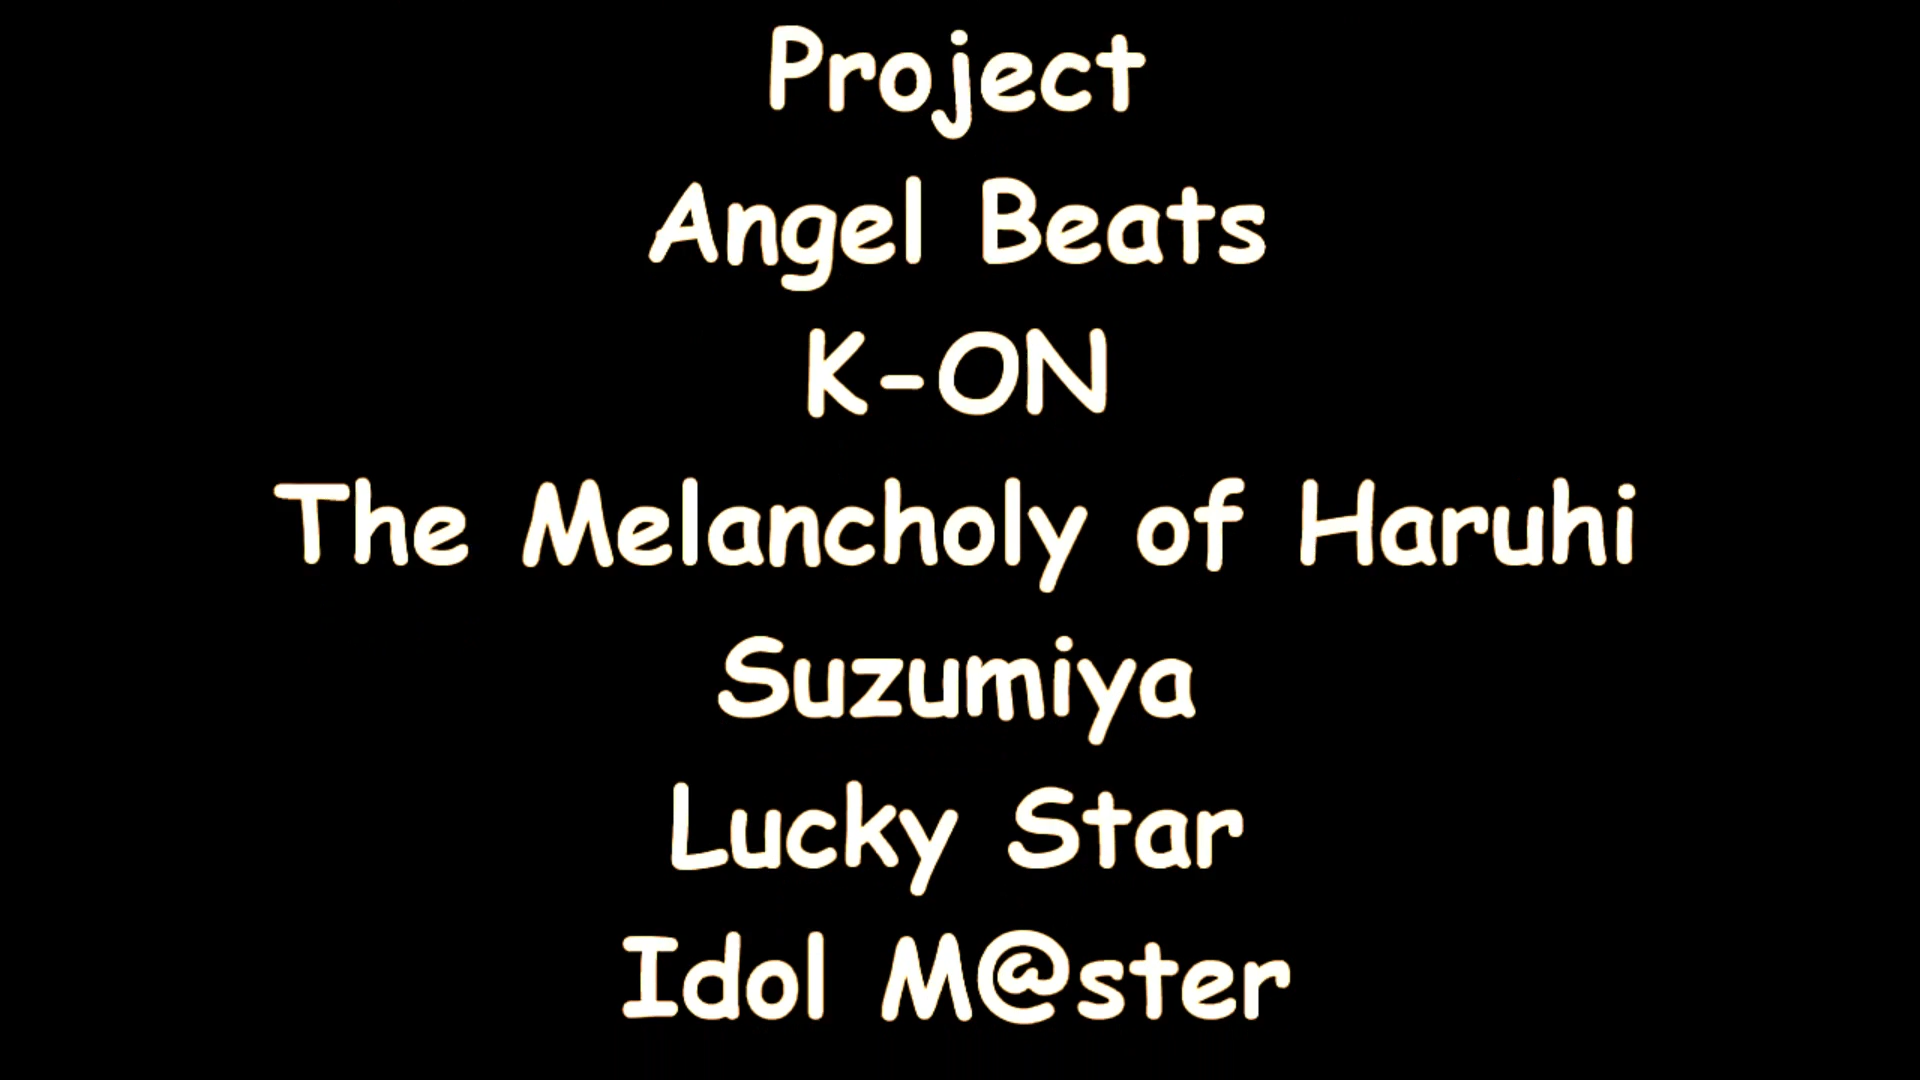 Project
Angel Beats
K-ON
The Melancholy of Haruhi
Suzumiya
Lucky Star
Idol M@ster